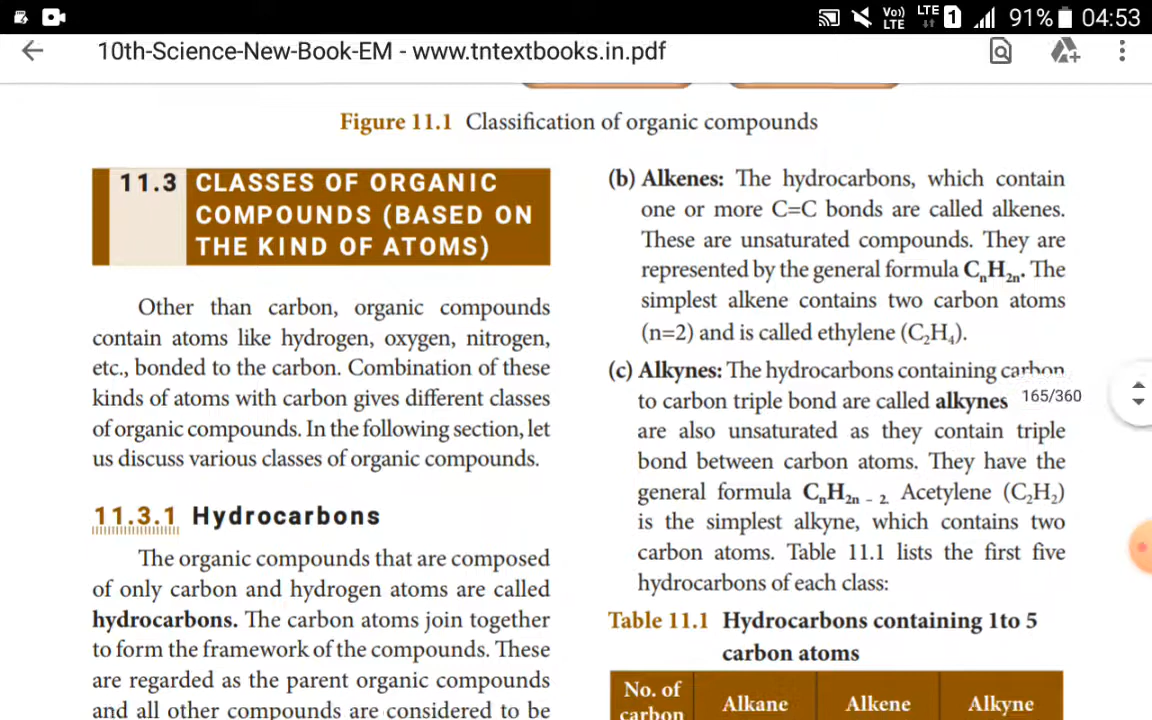 Vo)) LTE LTE 1 91% 04:53
10th-Science-New-Book-EM - www.tntextbooks.in.pdf
Figure 11.1 Classification of organic compounds
11.3 CLASSES OF ORGANIC
COMPOUNDS (BASED ON
THE KIND OF ATOMS)
Other than carbon, organic compounds
contain atoms like hydrogen, oxygen, nitrogen,
etc., bonded to the carbon. Combination of these
kinds of atoms with carbon gives different classes
of organic compounds. In the following section, let
us discuss various classes of organic compounds.
11.3.1 Hydrocarbons
The organic compounds that are composed
of only carbon and hydrogen atoms are called
hydrocarbons. The carbon atoms join together
to form the framework of the compounds. These
are regarded as the parent organic compounds
and all other compounds are considered to be
(b) Alkenes: The hydrocarbons, which contain
one or more C=C bonds are called alkenes.
These are unsaturated compounds. They are
represented by the general formula CₙH₂ₙ. The
simplest alkene contains two carbon atoms
(n=2) and is called ethylene (C₂H₄).
(c) Alkynes: The hydrocarbons containing carbon
to carbon triple bond are called alkynes
165/360
are also unsaturated as they contain triple
bond between carbon atoms. They have the
general formula CₙH₂ₙ₋₂. Acetylene (C₂H₂)
is the simplest alkyne, which contains two
carbon atoms. Table 11.1 lists the first five
hydrocarbons of each class:
Table 11.1 Hydrocarbons containing 1to 5
carbon atoms
No. of
carbon
Alkane Alkene Alkyne